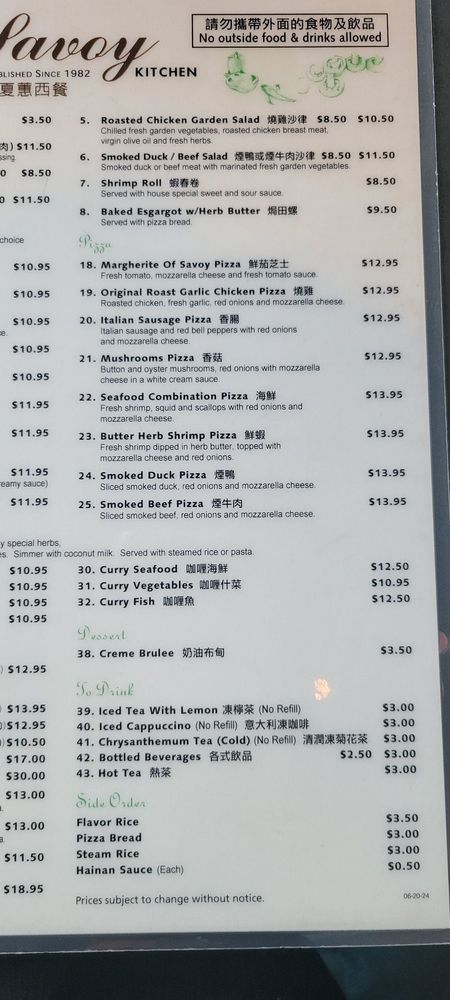 Savoy
請勿攜帶外面的食物及飲品
No outside food & drinks allowed
SINCE 1982
KITCHEN
夏蕙西餐
$3.50
肉) $11.50
$8.50
$11.50
choice
$10.95
$10.95
$10.95
$10.95
$10.95
$11.95
$11.95
$11.95
reamy sauce)
$11.95
y special herbs,
es. Simmer with coconut milk. Served with steamed rice or pasta.
$10.95
$10.95
$10.95
$10.95
) $12.95
) $13.95
)$12.95
)$10.50
$17.00
$30.00
$13.00
$13.00
$11.50
$18.95
5. Roasted Chicken Garden Salad 燒雞沙律 $8.50 $10.50
Chilled fresh garden vegetables, roasted chicken breast meat,
virgin olive oil and fresh herbs.
6. Smoked Duck / Beef Salad 煙鴨或煙牛肉沙律 $8.50 $11.50
Smoked duck or beef meat with marinated fresh garden vegetables.
7. Shrimp Roll 蝦春卷 $8.50
Served with house special sweet and sour sauce.
8. Baked Esgargot w/Herb Butter 焗田螺 $9.50
Served with pizza bread.
Pizza
18. Margherite Of Savoy Pizza 鮮茄芝士 $12.95
Fresh tomato, mozzarella cheese and fresh tomato sauce.
19. Original Roast Garlic Chicken Pizza 燒雞 $12.95
Roasted chicken, fresh garlic, red onions and mozzarella cheese.
20. Italian Sausage Pizza 香腸 $12.95
Italian sausage and red bell peppers with red onions
and mozzarella cheese.
21. Mushrooms Pizza 香菇 $12.95
Button and oyster mushrooms, red onions with mozzarella
cheese in a white cream sauce.
22. Seafood Combination Pizza 海鮮 $13.95
Fresh shrimp, squid and scallops with red onions and
mozzarella cheese.
23. Butter Herb Shrimp Pizza 鮮蝦 $13.95
Fresh shrimp dipped in herb butter, topped with
mozzarella cheese and red onions.
24. Smoked Duck Pizza 煙鴨 $13.95
Sliced smoked duck, red onions and mozzarella cheese.
25. Smoked Beef Pizza 煙牛肉 $13.95
Sliced smoked beef, red onions and mozzarella cheese.
30. Curry Seafood 咖喱海鮮 $12.50
31. Curry Vegetables 咖喱什菜 $10.95
32. Curry Fish 咖喱魚 $12.50
Dessert
38. Creme Brulee 奶油布甸 $3.50
To Drink
39. Iced Tea With Lemon 凍檸茶 (No Refill) $3.00
40. Iced Cappuccino (No Refill) 意大利凍咖啡 $3.00
41. Chrysanthemum Tea (Cold) (No Refill) 清潤凍菊花茶 $3.00
42. Bottled Beverages 各式飲品 $2.50 $3.00
43. Hot Tea 熱茶 $3.00
Side Order
Flavor Rice $3.50
Pizza Bread $3.00
Steam Rice $3.00
Hainan Sauce (Each) $0.50
Prices subject to change without notice.
06-20-24